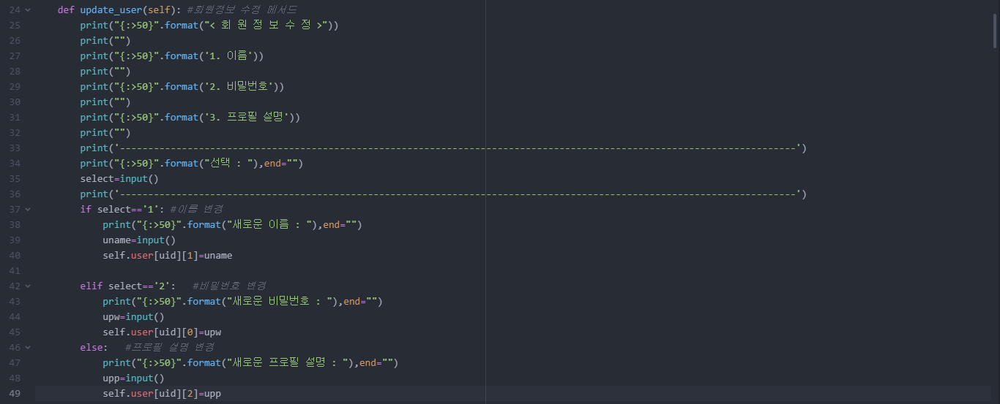 24 def update_user(self): #회원정보 수정 메서드
25 print("{:>50}".format("< 회 원 정 보 수 정 >"))
26 print("")
27 print("{:>50}".format('1. 이름'))
28 print("")
29 print("{:>50}".format('2. 비밀번호'))
30 print("")
31 print("{:>50}".format('3. 프로필 설명'))
32 print("")
33 print('------------------------------------------------------------------------------------------------------------------------')
34 print("{:>50}".format("선택 : "),end="")
35 select=input()
36 print('------------------------------------------------------------------------------------------------------------------------')
37 if select=='1': #이름 변경
38 print("{:>50}".format("새로운 이름 : "),end="")
39 uname=input()
40 self.user[uid][1]=uname
41
42 elif select=='2': #비밀번호 변경
43 print("{:>50}".format("새로운 비밀번호 : "),end="")
44 upw=input()
45 self.user[uid][0]=upw
46 else: #프로필 설명 변경
47 print("{:>50}".format("새로운 프로필 설명 : "),end="")
48 upp=input()
49 self.user[uid][2]=upp